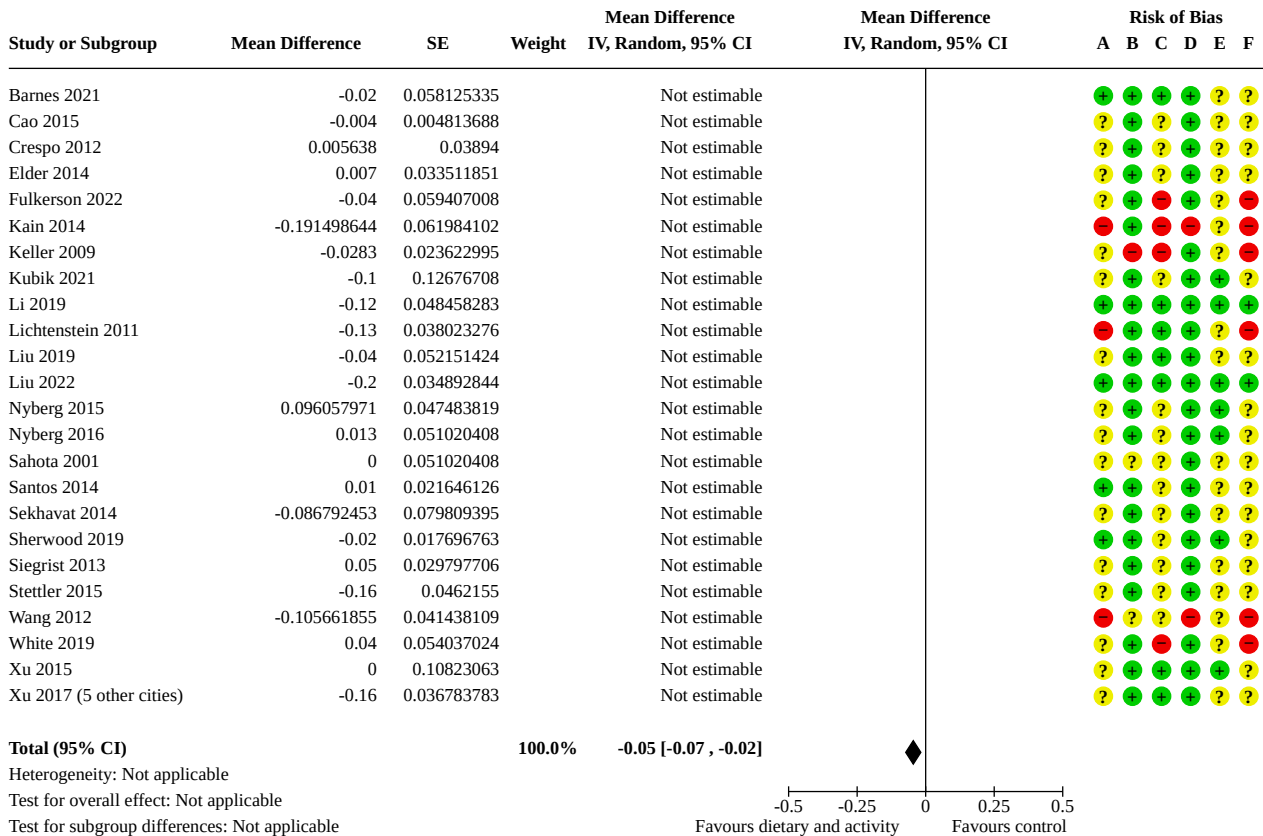 Mean Difference Mean Difference Risk of Bias
Study or Subgroup Mean Difference SE Weight IV, Random, 95% CI IV, Random, 95% CI A B C D E F
Barnes 2021 -0.02 0.058125335 Not estimable + + + + ? ?
Cao 2015 -0.004 0.004813688 Not estimable ? + ? + ? ?
Crespo 2012 0.005638 0.03894 Not estimable ? + ? + ? ?
Elder 2014 0.007 0.033511851 Not estimable ? + ? + ? ?
Fulkerson 2022 -0.04 0.059407008 Not estimable ? + − + ? −
Kain 2014 -0.191498644 0.061984102 Not estimable − + − − ? −
Keller 2009 -0.0283 0.023622995 Not estimable ? − − + ? −
Kubik 2021 -0.1 0.12676708 Not estimable ? + ? + + ?
Li 2019 -0.12 0.048458283 Not estimable + + + + + +
Lichtenstein 2011 -0.13 0.038023276 Not estimable − + + + ? −
Liu 2019 -0.04 0.052151424 Not estimable ? + + + ? ?
Liu 2022 -0.2 0.034892844 Not estimable + + + + + +
Nyberg 2015 0.096057971 0.047483819 Not estimable ? + ? + + ?
Nyberg 2016 0.013 0.051020408 Not estimable ? + ? + + ?
Sahota 2001 0 0.051020408 Not estimable ? ? ? + ? ?
Santos 2014 0.01 0.021646126 Not estimable + + ? + ? ?
Sekhavat 2014 -0.086792453 0.079809395 Not estimable ? + ? + ? ?
Sherwood 2019 -0.02 0.017696763 Not estimable + + ? + + ?
Siegrist 2013 0.05 0.029797706 Not estimable ? + ? + ? ?
Stettler 2015 -0.16 0.0462155 Not estimable ? + ? + ? ?
Wang 2012 -0.105661855 0.041438109 Not estimable − ? ? − ? −
White 2019 0.04 0.054037024 Not estimable ? + − + ? −
Xu 2015 0 0.10823063 Not estimable ? + + + + ?
Xu 2017 (5 other cities) -0.16 0.036783783 Not estimable ? + + + ? ?
Total (95% CI) 100.0% -0.05 [-0.07 , -0.02]
Heterogeneity: Not applicable
Test for overall effect: Not applicable
Test for subgroup differences: Not applicable
-0.5 -0.25 0 0.25 0.5
Favours dietary and activity Favours control